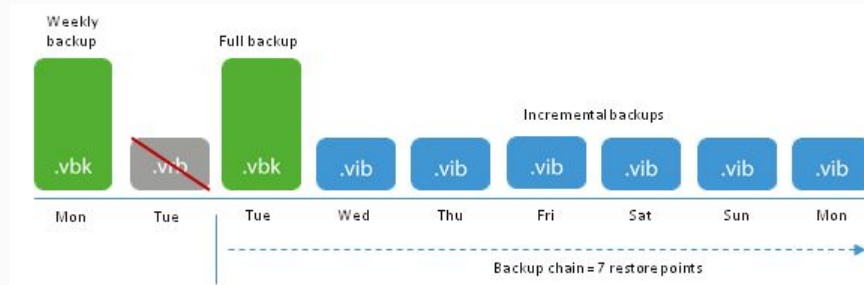 Weekly
backup
Full backup
Incremental backups
.vbk
.vrb
.vbk
.vib
.vib
.vib
.vib
.vib
.vib
Mon
Tue
Tue
Wed
Thu
Fri
Sat
Sun
Mon
Backup chain = 7 restore points